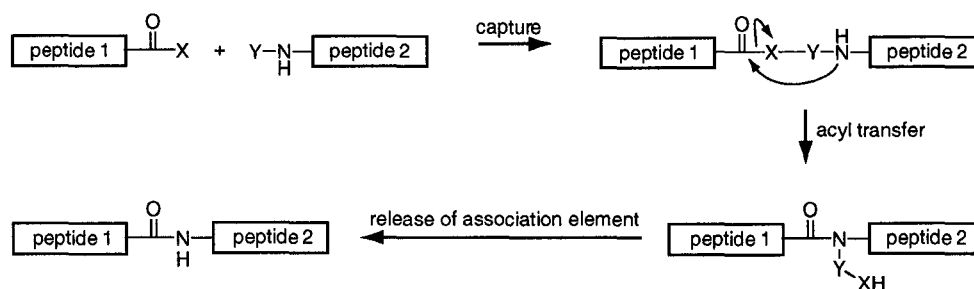 peptide 1
O
X
+
Y
N
H
peptide 2
capture
peptide 1
O
X
Y
H
N
peptide 2
acyl transfer
peptide 1
O
N
H
peptide 2
release of association element
peptide 1
O
N
Y
XH
peptide 2